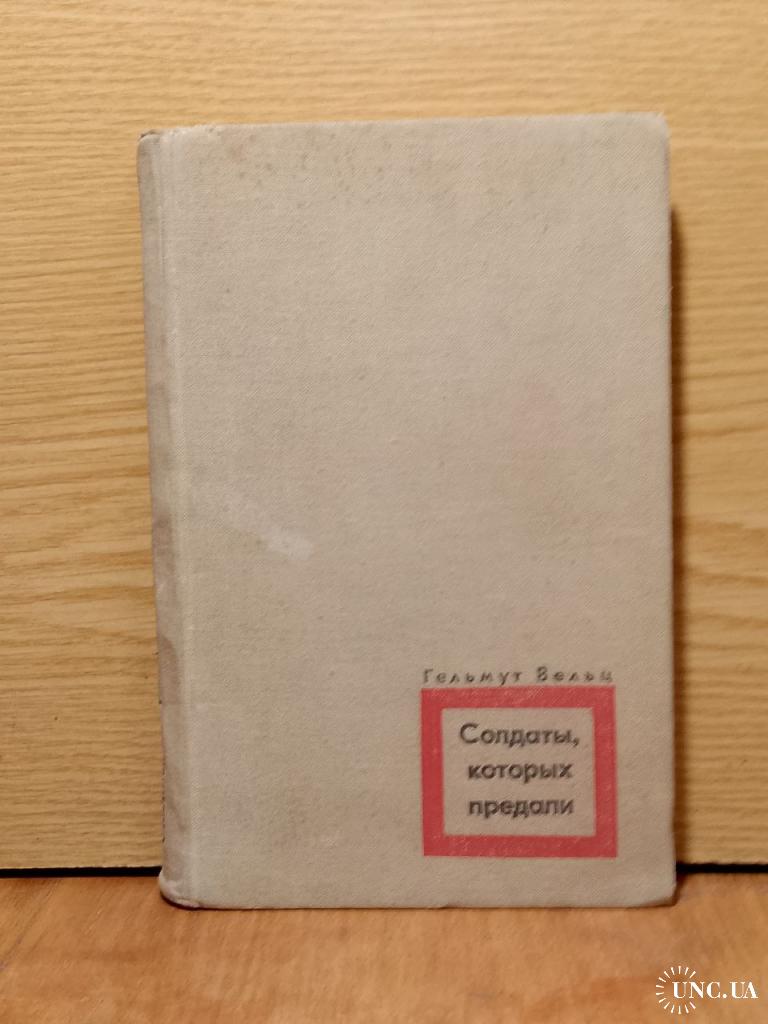 Гельмут Вельц
Солдаты,
которых
предали
UNC.UA